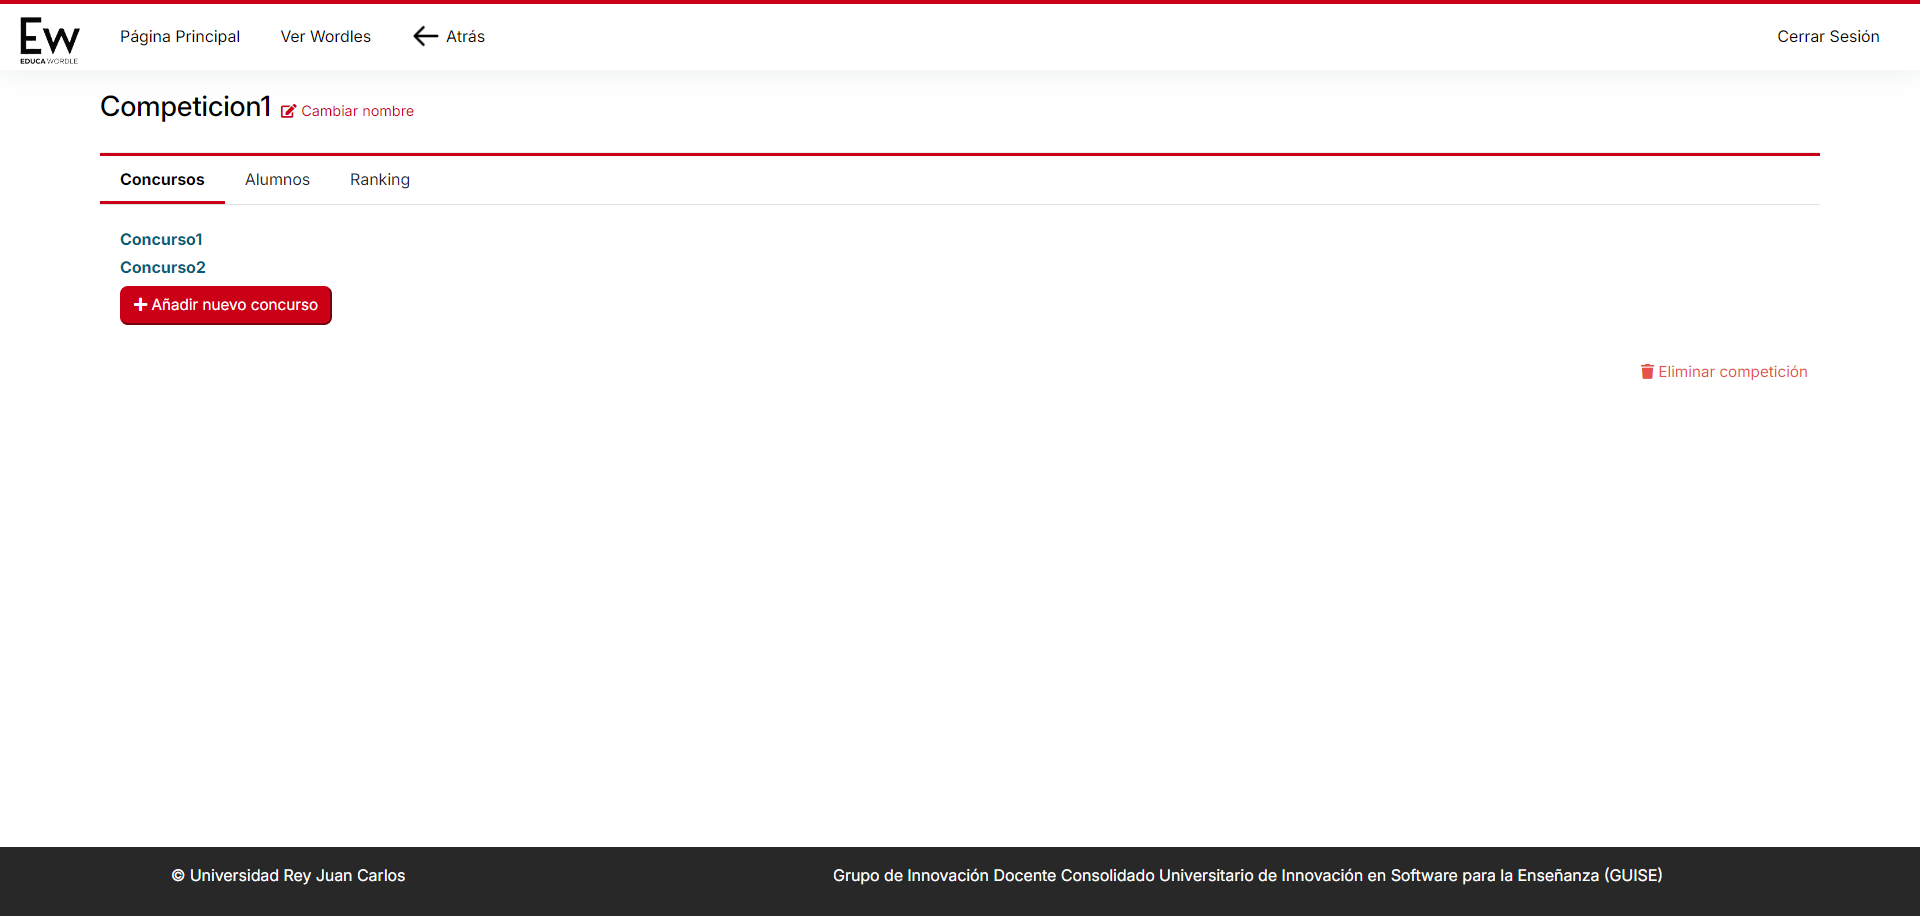 Ew
EDUCA WORDLE
Página Principal
Ver Wordles
Atrás
Cerrar Sesión
Competicion1
Cambiar nombre
Concursos
Alumnos
Ranking
Concurso1
Concurso2
Añadir nuevo concurso
Eliminar competición
© Universidad Rey Juan Carlos
Grupo de Innovación Docente Consolidado Universitario de Innovación en Software para la Enseñanza (GUISE)